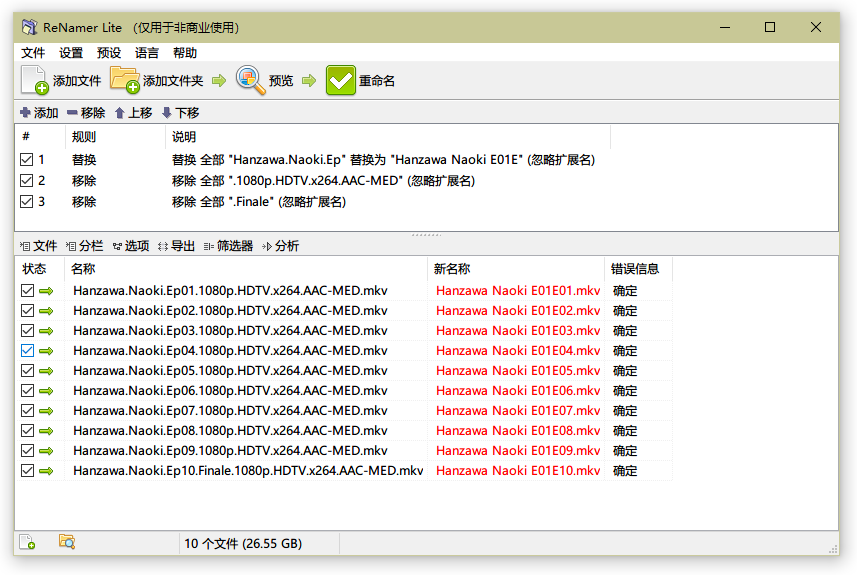 ReNamer Lite （仅用于非商业使用）
文件 设置 预设 语言 帮助
添加文件 添加文件夹 预览 重命名
添加 移除 上移 下移
# 规则 说明
1 替换 替换 全部 "Hanzawa.Naoki.Ep" 替换为 "Hanzawa Naoki E01E" (忽略扩展名)
2 移除 移除 全部 ".1080p.HDTV.x264.AAC-MED" (忽略扩展名)
3 移除 移除 全部 ".Finale" (忽略扩展名)
文件 分栏 选项 导出 筛选器 分析
状态 名称 新名称 错误信息
Hanzawa.Naoki.Ep01.1080p.HDTV.x264.AAC-MED.mkv Hanzawa Naoki E01E01.mkv 确定
Hanzawa.Naoki.Ep02.1080p.HDTV.x264.AAC-MED.mkv Hanzawa Naoki E01E02.mkv 确定
Hanzawa.Naoki.Ep03.1080p.HDTV.x264.AAC-MED.mkv Hanzawa Naoki E01E03.mkv 确定
Hanzawa.Naoki.Ep04.1080p.HDTV.x264.AAC-MED.mkv Hanzawa Naoki E01E04.mkv 确定
Hanzawa.Naoki.Ep05.1080p.HDTV.x264.AAC-MED.mkv Hanzawa Naoki E01E05.mkv 确定
Hanzawa.Naoki.Ep06.1080p.HDTV.x264.AAC-MED.mkv Hanzawa Naoki E01E06.mkv 确定
Hanzawa.Naoki.Ep07.1080p.HDTV.x264.AAC-MED.mkv Hanzawa Naoki E01E07.mkv 确定
Hanzawa.Naoki.Ep08.1080p.HDTV.x264.AAC-MED.mkv Hanzawa Naoki E01E08.mkv 确定
Hanzawa.Naoki.Ep09.1080p.HDTV.x264.AAC-MED.mkv Hanzawa Naoki E01E09.mkv 确定
Hanzawa.Naoki.Ep10.Finale.1080p.HDTV.x264.AAC-MED.mkv Hanzawa Naoki E01E10.mkv 确定
10 个文件 (26.55 GB)